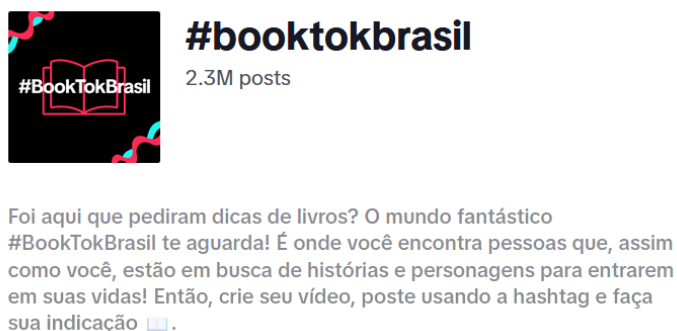 #booktokbrasil
#BookTokBrasil
2.3M posts
Foi aqui que pediram dicas de livros? O mundo fantástico
#BookTokBrasil te aguarda! É onde você encontra pessoas que, assim
como você, estão em busca de histórias e personagens para entrarem
em suas vidas! Então, crie seu vídeo, poste usando a hashtag e faça
sua indicação 📖.